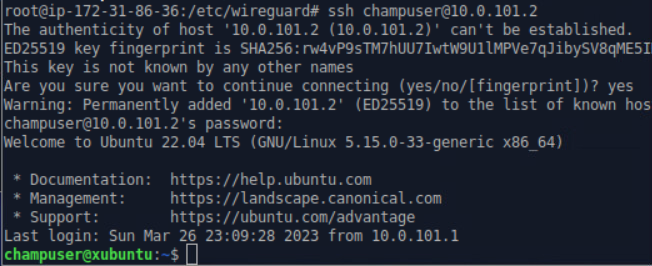 root@ip-172-31-86-36:/etc/wireguard# ssh champuser@10.0.101.2
The authenticity of host '10.0.101.2 (10.0.101.2)' can't be established.
ED25519 key fingerprint is SHA256:rw4vP9sTM7hUU7IwtW9U1lMPVe7qJibySV8qME5I
This key is not known by any other names
Are you sure you want to continue connecting (yes/no/[fingerprint])? yes
Warning: Permanently added '10.0.101.2' (ED25519) to the list of known hos
champuser@10.0.101.2's password:
Welcome to Ubuntu 22.04 LTS (GNU/Linux 5.15.0-33-generic x86_64)
* Documentation:  https://help.ubuntu.com
* Management:     https://landscape.canonical.com
* Support:        https://ubuntu.com/advantage
Last login: Sun Mar 26 23:09:28 2023 from 10.0.101.1
champuser@xubuntu:~$